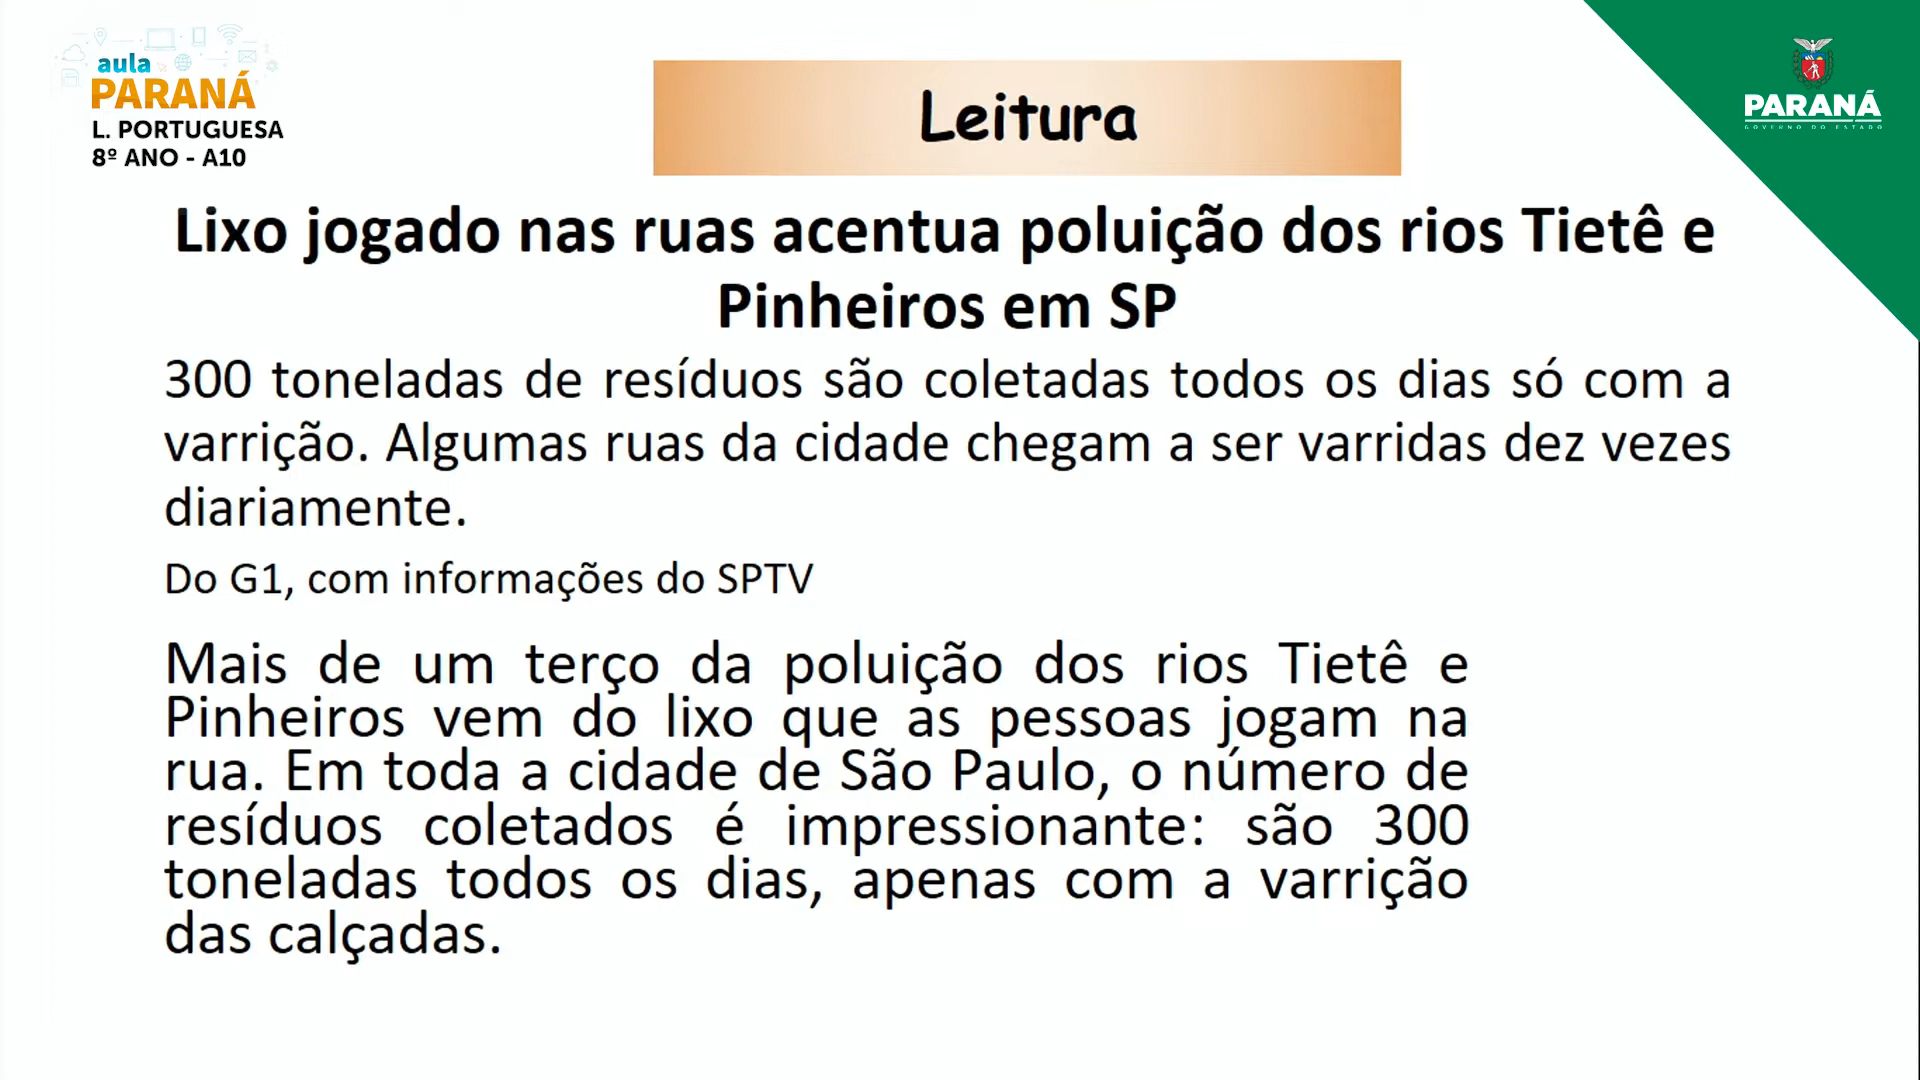 aula
PARANÁ
L. PORTUGUESA
8º ANO - A10
Leitura
PARANÁ
GOVERNO DO ESTADO
Lixo jogado nas ruas acentua poluição dos rios Tietê e
Pinheiros em SP
300 toneladas de resíduos são coletadas todos os dias só com a
varrição. Algumas ruas da cidade chegam a ser varridas dez vezes
diariamente.
Do G1, com informações do SPTV
Mais de um terço da poluição dos rios Tietê e
Pinheiros vem do lixo que as pessoas jogam na
rua. Em toda a cidade de São Paulo, o número de
resíduos coletados é impressionante: são 300
toneladas todos os dias, apenas com a varrição
das calçadas.